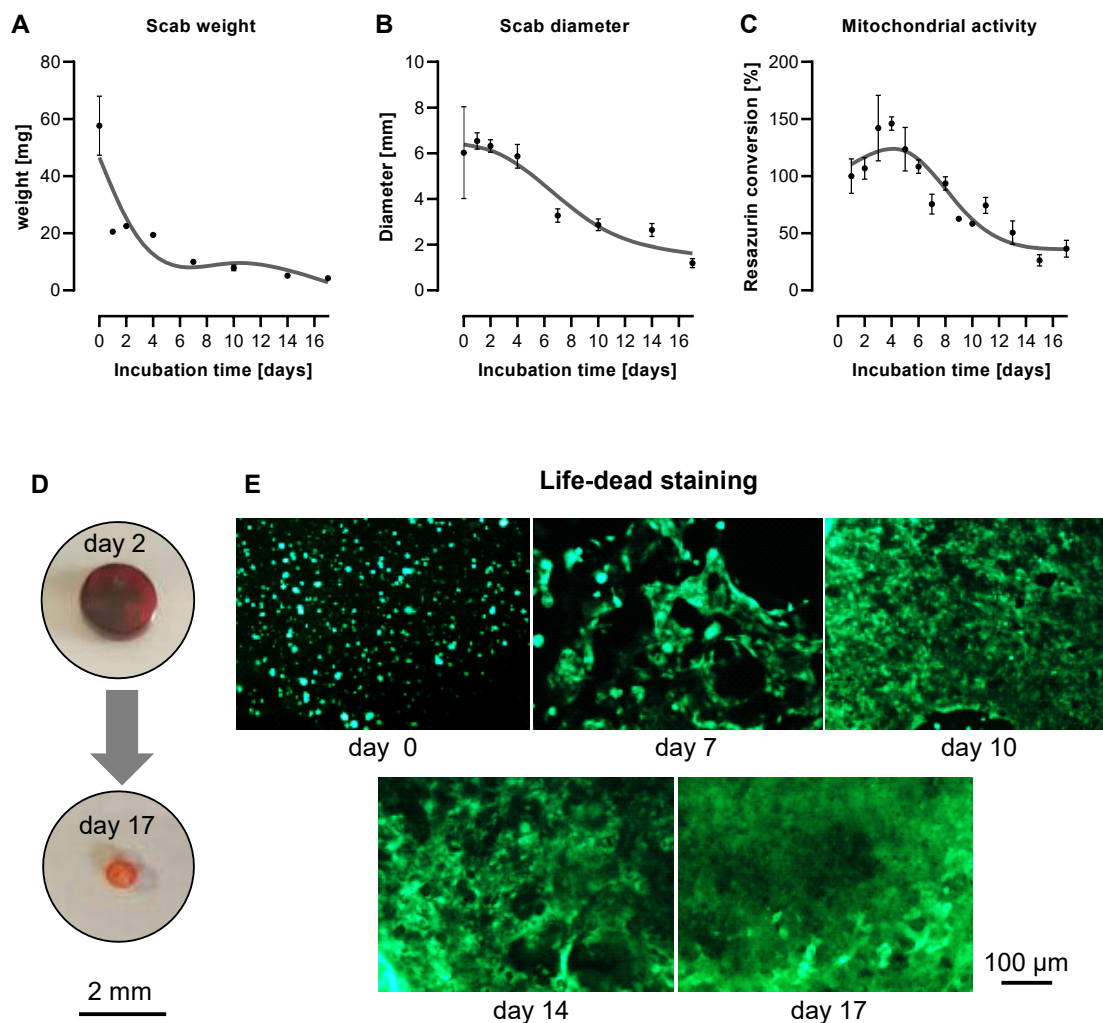 A
Scab weight
weight [mg]
80
60
40
20
0
0 2 4 6 8 10 12 14 16
Incubation time [days]
B
Scab diameter
Diameter [mm]
10
8
6
4
2
0
0 2 4 6 8 10 12 14 16
Incubation time [days]
C
Mitochondrial activity
Resazurin conversion [%]
200
150
100
50
0
0 2 4 6 8 10 12 14 16
Incubation time [days]
D
day 2
day 17
2 mm
E
Life-dead staining
day 0
day 7
day 10
day 14
day 17
100 µm